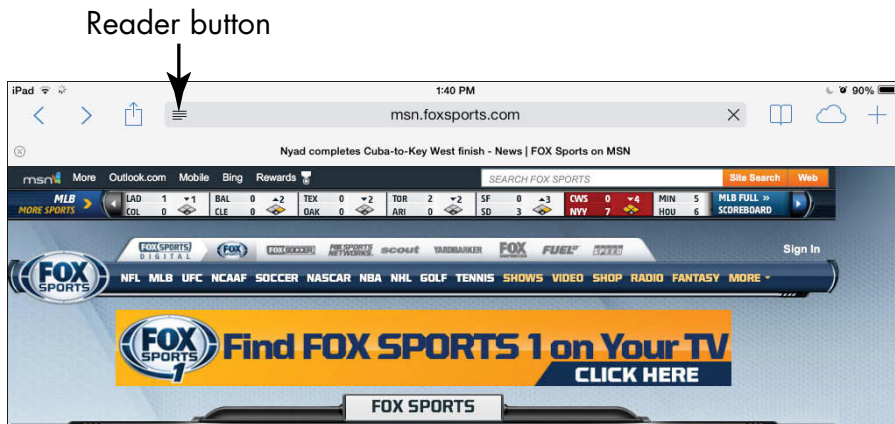 Reader button
iPad 1:40 PM 90%
msn.foxsports.com
Nyad completes Cuba-to-Key West finish - News | FOX Sports on MSN
msn More Outlook.com Mobile Bing Rewards SEARCH FOX SPORTS Site Search Web
MLB LAD 1 ▾1 BAL 0 ▴2 TEX 0 ▾2 TOR 2 ▾2 SF 0 ▴3 CWS 0 ▾4 MIN 5 MLB FULL »
MORE SPORTS COL 0 CLE 0 OAK 0 ARI 0 SD 3 NYY 7 HOU 6 SCOREBOARD
FOX SPORTS DIGITAL FOX FOX SOCCER FOX SPORTS NETWORKS. scout YARDBARKER FOX FUEL SPEED Sign In
FOX SPORTS
NFL MLB UFC NCAAF SOCCER NASCAR NBA NHL GOLF TENNIS SHOWS VIDEO SHOP RADIO FANTASY MORE
FOX SPORTS 1 Find FOX SPORTS 1 on Your TV
CLICK HERE
FOX SPORTS